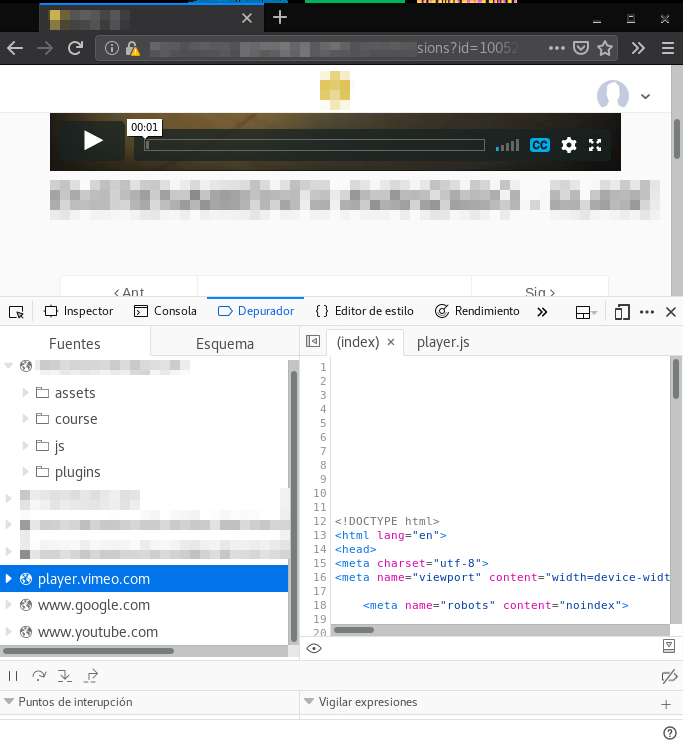 sions?id=1005
00:01
CC
‹ Ant
Sig ›
Inspector
Consola
Depurador
{ } Editor de estilo
Rendimiento
Fuentes
Esquema
(index) ×
player.js
assets
course
js
plugins
player.vimeo.com
www.google.com
www.youtube.com
1
2
3
4
5
6
7
8
9
10
11
12 <!DOCTYPE html>
13 <html lang="en">
14 <head>
15 <meta charset="utf-8">
16 <meta name="viewport" content="width=device-widt
17
18 <meta name="robots" content="noindex">
19
20
Puntos de interrupción
Vigilar expresiones